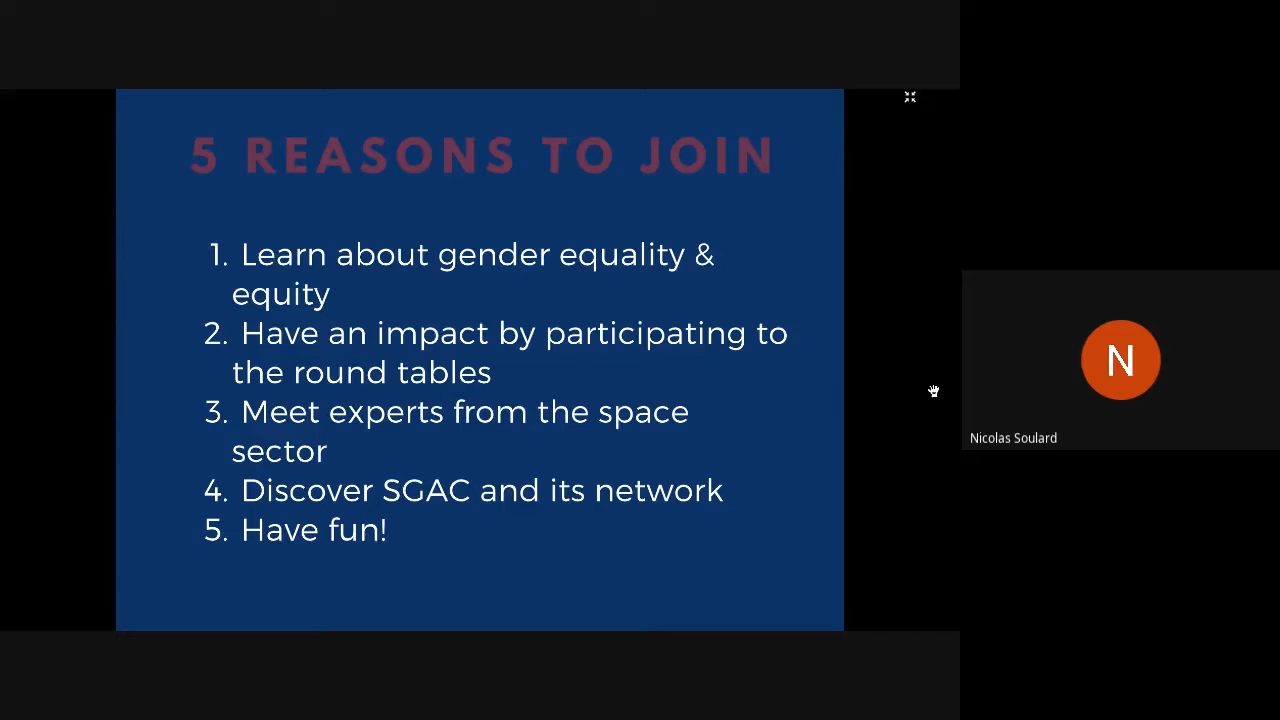 5 REASONS TO JOIN
1. Learn about gender equality &
equity
2. Have an impact by participating to
the round tables
3. Meet experts from the space
sector
4. Discover SGAC and its network
5. Have fun!
N
Nicolas Soulard